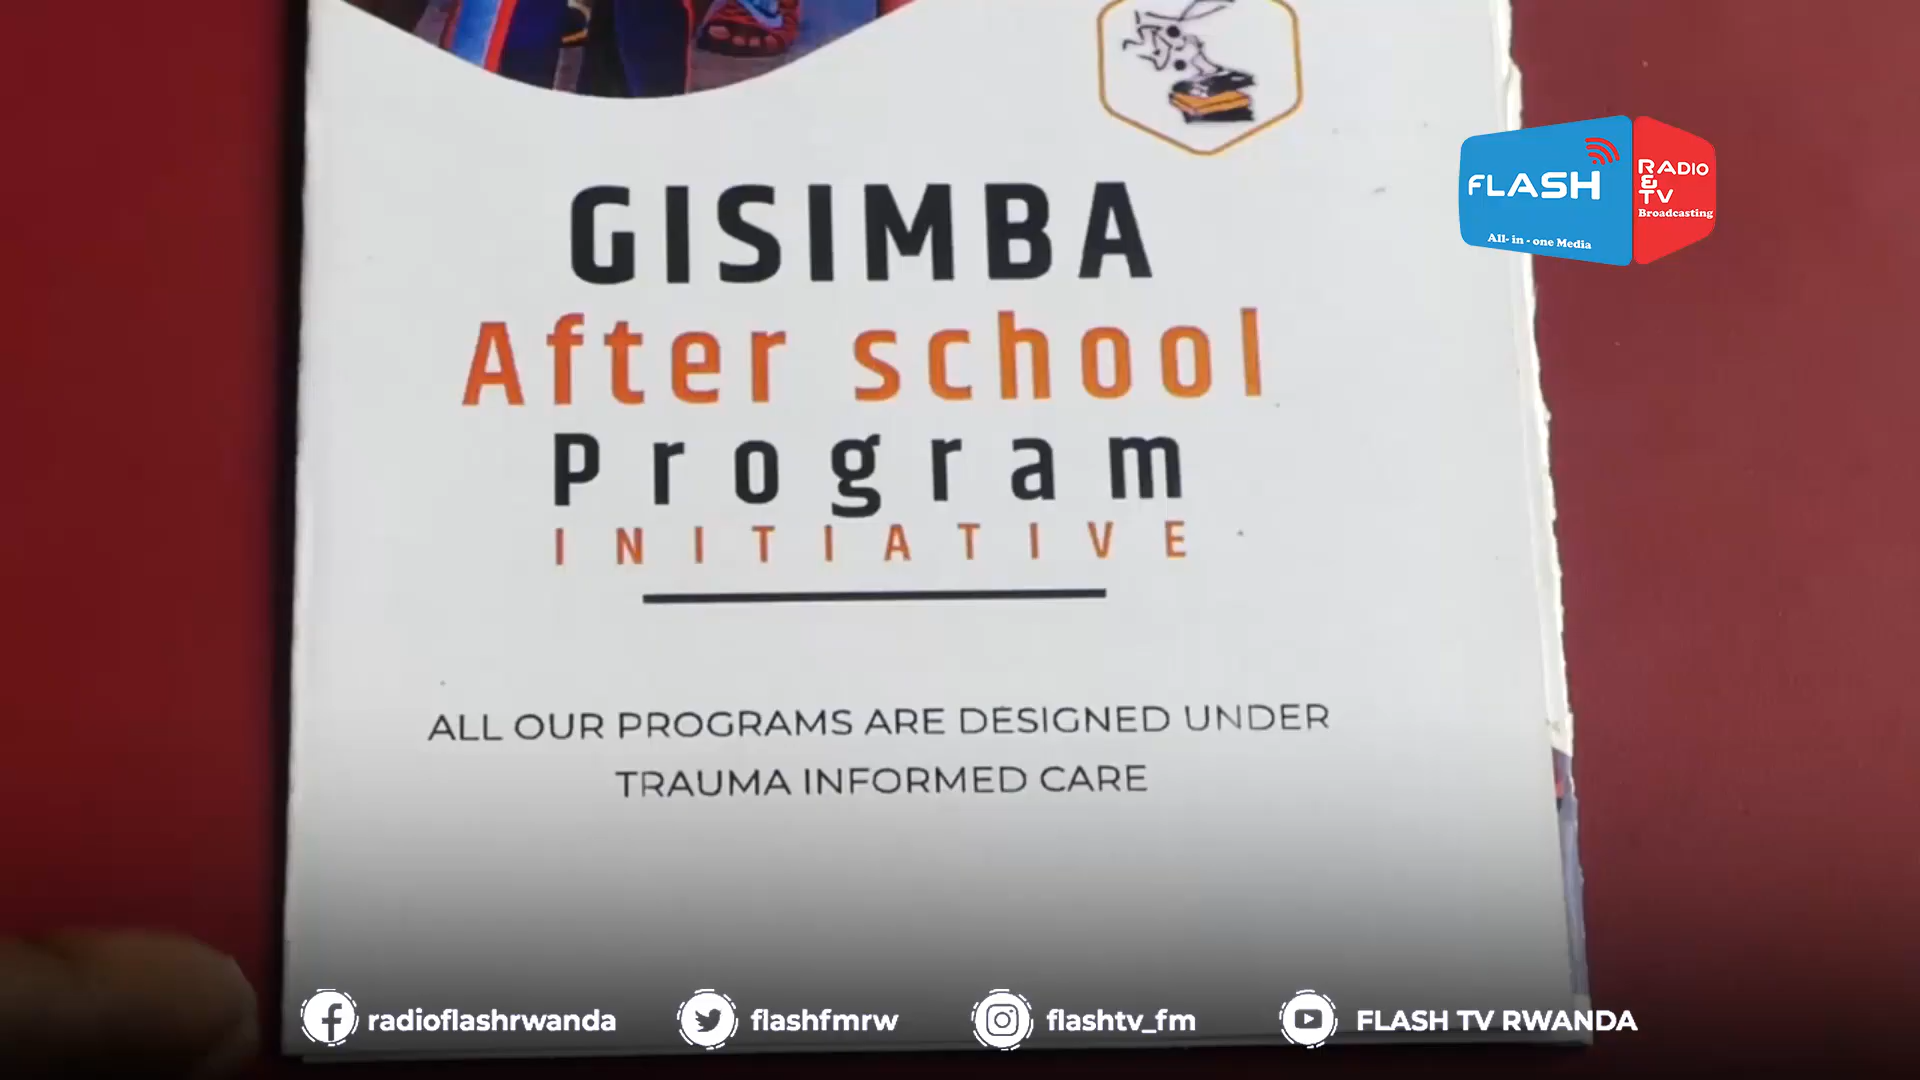 GISIMBA
After school
Program
INITIATIVE
ALL OUR PROGRAMS ARE DESIGNED UNDER
TRAUMA INFORMED CARE
FLASH
RADIO
&
TV
Broadcasting
All- in - one Media
radioflashrwanda
flashfmrw
flashtv_fm
FLASH TV RWANDA